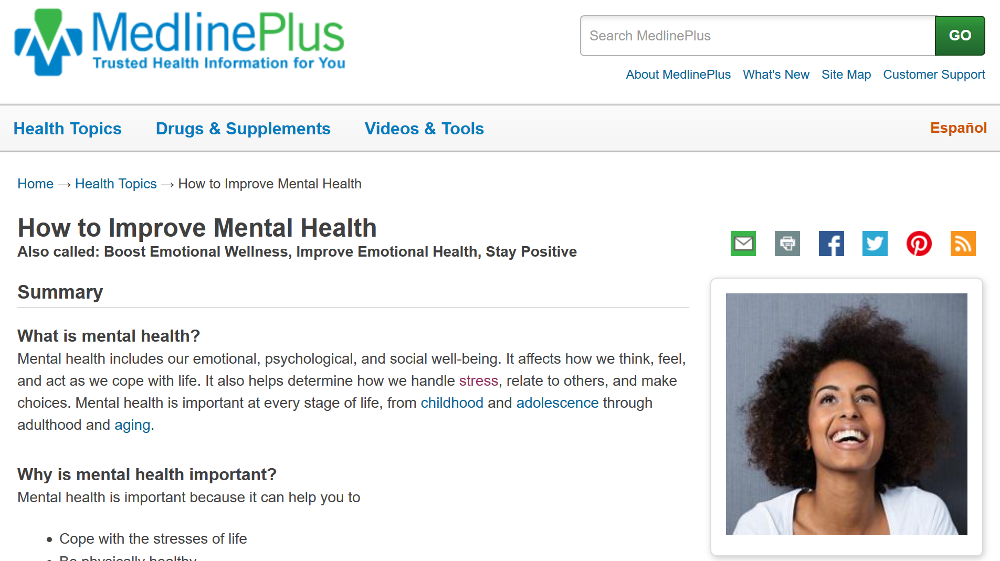 MedlinePlus
Trusted Health Information for You
Search MedlinePlus
GO
About MedlinePlus
What's New
Site Map
Customer Support
Health Topics
Drugs & Supplements
Videos & Tools
Español
Home → Health Topics → How to Improve Mental Health
How to Improve Mental Health
Also called: Boost Emotional Wellness, Improve Emotional Health, Stay Positive
Summary
What is mental health?
Mental health includes our emotional, psychological, and social well-being. It affects how we think, feel,
and act as we cope with life. It also helps determine how we handle stress, relate to others, and make
choices. Mental health is important at every stage of life, from childhood and adolescence through
adulthood and aging.
Why is mental health important?
Mental health is important because it can help you to
• Cope with the stresses of life
• Be physically healthy